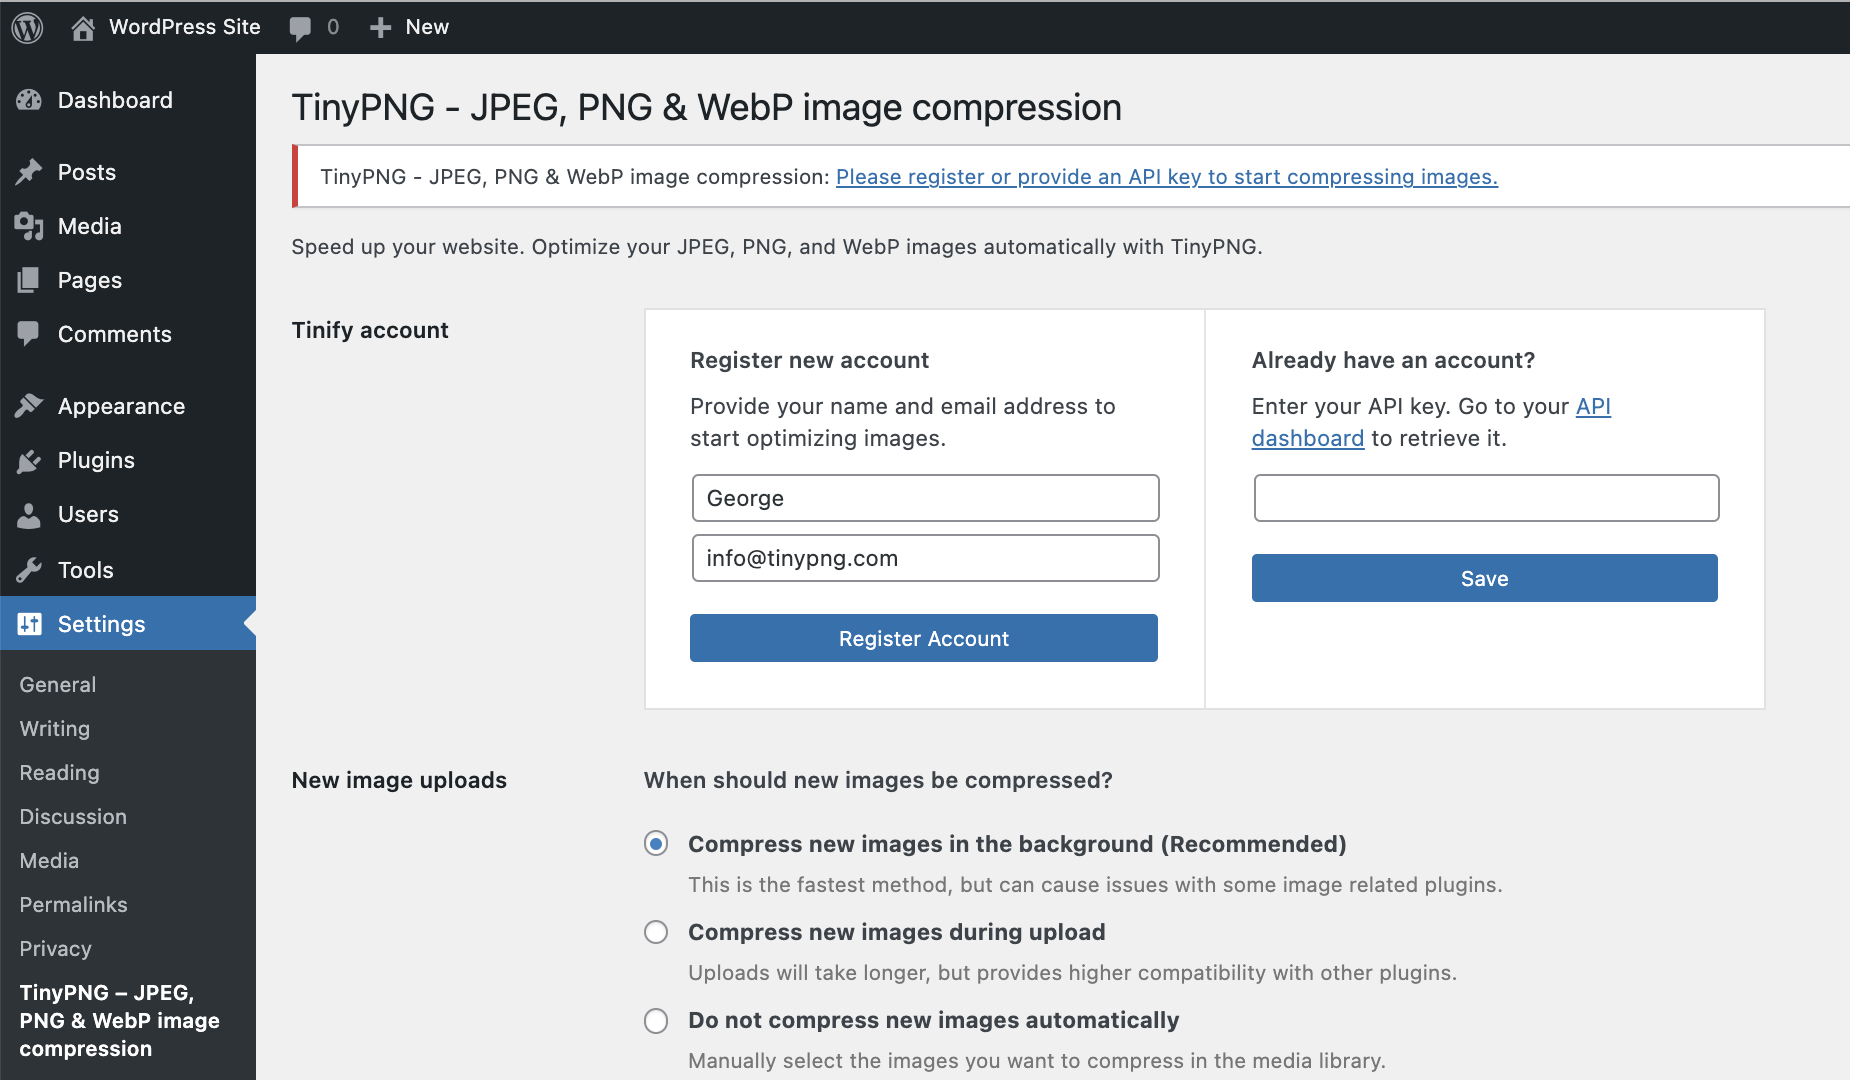 WordPress Site 0 New
Dashboard
Posts
Media
Pages
Comments
Appearance
Plugins
Users
Tools
Settings
General
Writing
Reading
Discussion
Media
Permalinks
Privacy
TinyPNG – JPEG,
PNG & WebP image
compression
TinyPNG - JPEG, PNG & WebP image compression
TinyPNG - JPEG, PNG & WebP image compression: Please register or provide an API key to start compressing images.
Speed up your website. Optimize your JPEG, PNG, and WebP images automatically with TinyPNG.
Tinify account
Register new account
Provide your name and email address to
start optimizing images.
George
info@tinypng.com
Register Account
Already have an account?
Enter your API key. Go to your API
dashboard to retrieve it.
Save
New image uploads
When should new images be compressed?
Compress new images in the background (Recommended)
This is the fastest method, but can cause issues with some image related plugins.
Compress new images during upload
Uploads will take longer, but provides higher compatibility with other plugins.
Do not compress new images automatically
Manually select the images you want to compress in the media library.